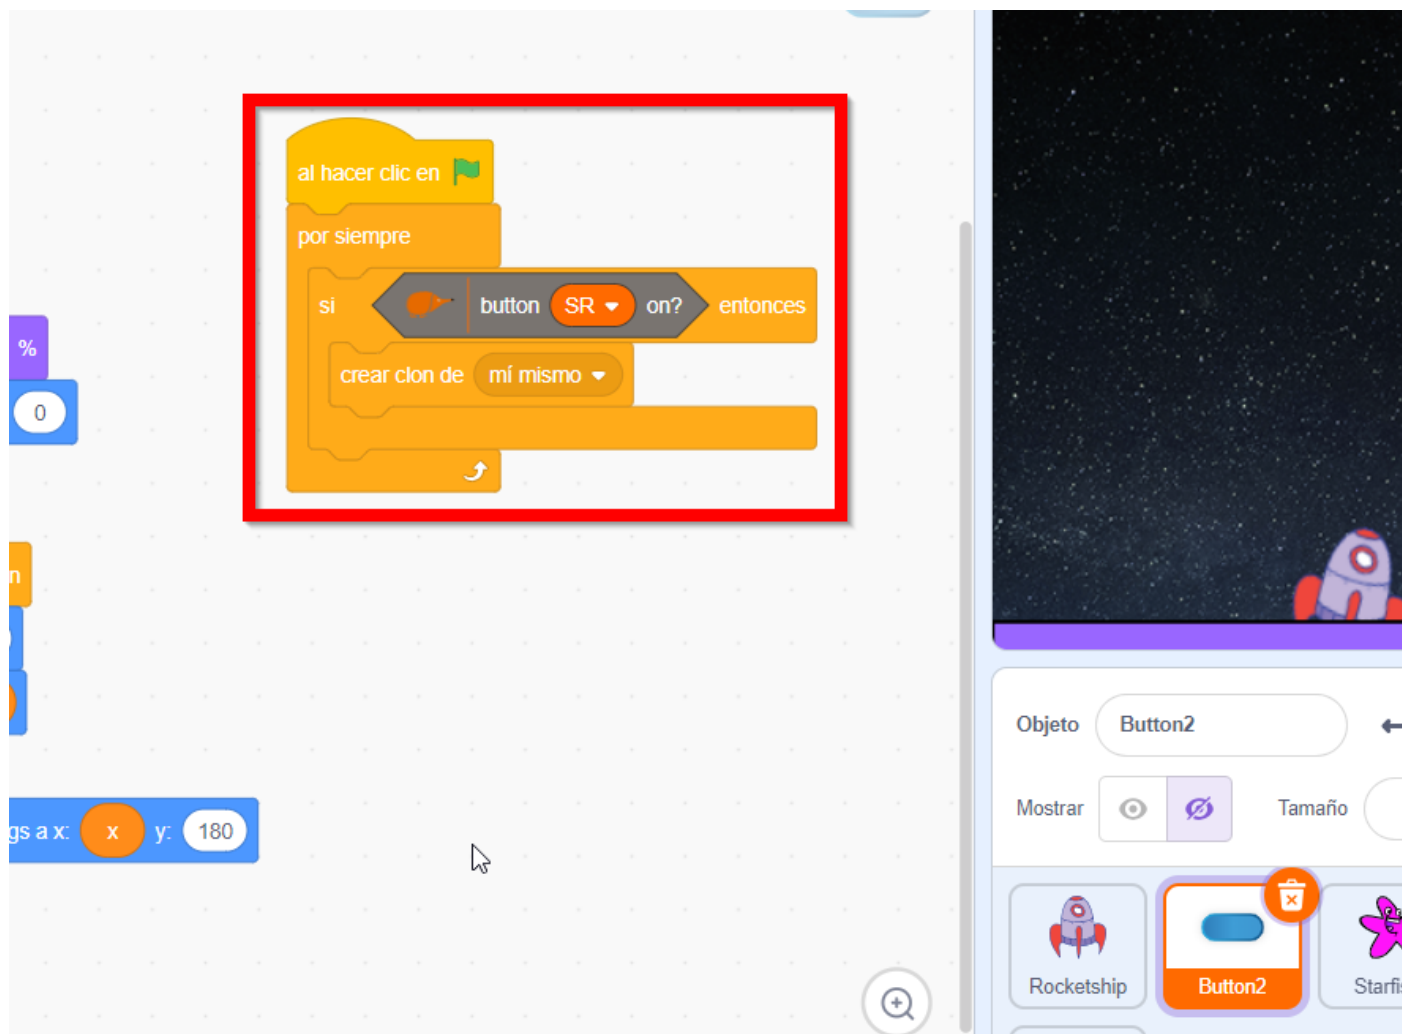 al hacer clic en
por siempre
si button SR on? entonces
%
crear clon de mí mismo
0
n
gs a x: x y: 180
Objeto Button2
Mostrar Tamaño
Rocketship Button2 Starfis